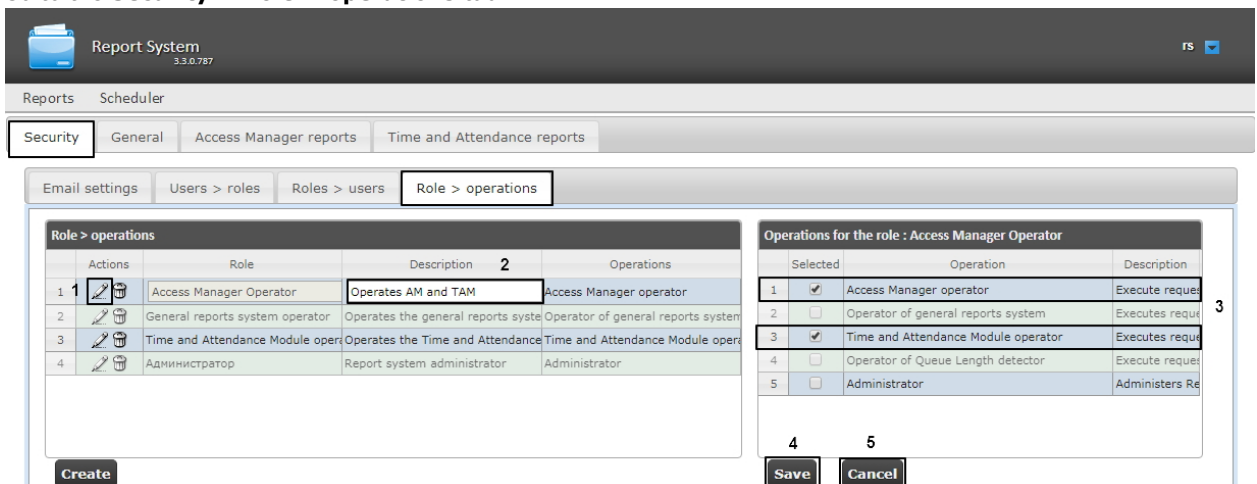 Report System
3.3.0.787
rs
Reports Scheduler
Security General Access Manager reports Time and Attendance reports
Email settings Users > roles Roles > users Role > operations
Role > operations
Actions Role Description 2 Operations
1 1 Access Manager Operator Operates AM and TAM Access Manager operator
2 General reports system operator Operates the general reports syste Operator of general reports system
3 Time and Attendance Module opera Operates the Time and Attendance Time and Attendance Module opera
4 Администратор Report system administrator Administrator
Create
Operations for the role : Access Manager Operator
Selected Operation Description
1 Access Manager operator Execute reques
2 Operator of general reports system Executes reque
3
3 Time and Attendance Module operator Executes reque
4 Operator of Queue Length detector Execute reques
5 Administrator Administers Re
4 5
Save Cancel